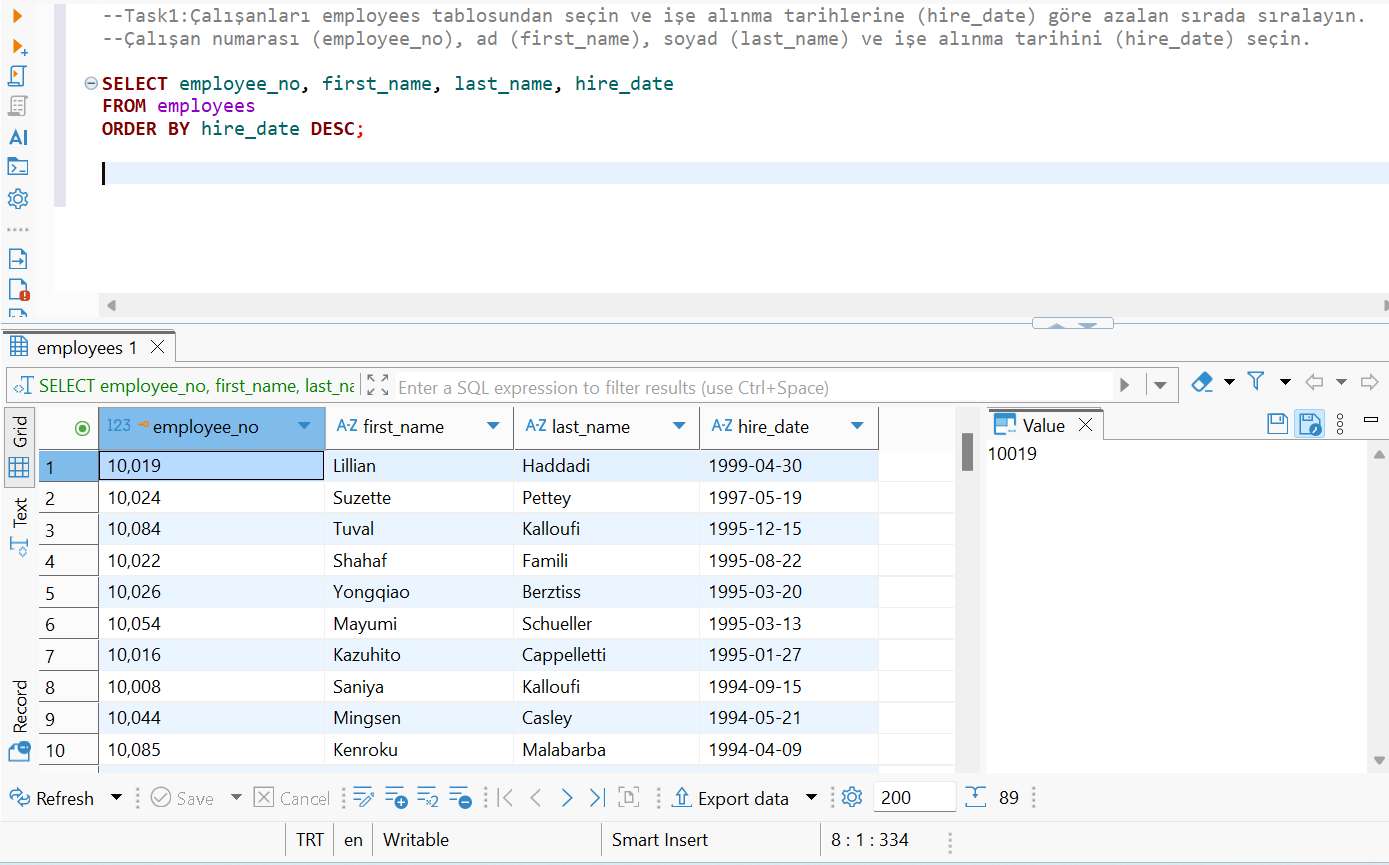 --Task1:Çalışanları employees tablosundan seçin ve işe alınma tarihlerine (hire_date) göre azalan sırada sıralayın.
--Çalışan numarası (employee_no), ad (first_name), soyad (last_name) ve işe alınma tarihini (hire_date) seçin.
SELECT employee_no, first_name, last_name, hire_date
FROM employees
ORDER BY hire_date DESC;
AI
employees 1
SELECT employee_no, first_name, last_na
Enter a SQL expression to filter results (use Ctrl+Space)
Grid
Text
Record
123 employee_no A-Z first_name A-Z last_name A-Z hire_date
1 10,019 Lillian Haddadi 1999-04-30
2 10,024 Suzette Pettey 1997-05-19
3 10,084 Tuval Kalloufi 1995-12-15
4 10,022 Shahaf Famili 1995-08-22
5 10,026 Yongqiao Berztiss 1995-03-20
6 10,054 Mayumi Schueller 1995-03-13
7 10,016 Kazuhito Cappelletti 1995-01-27
8 10,008 Saniya Kalloufi 1994-09-15
9 10,044 Mingsen Casley 1994-05-21
10 10,085 Kenroku Malabarba 1994-04-09
Value
10019
Refresh Save Cancel Export data 200 89
TRT en Writable Smart Insert 8 : 1 : 334